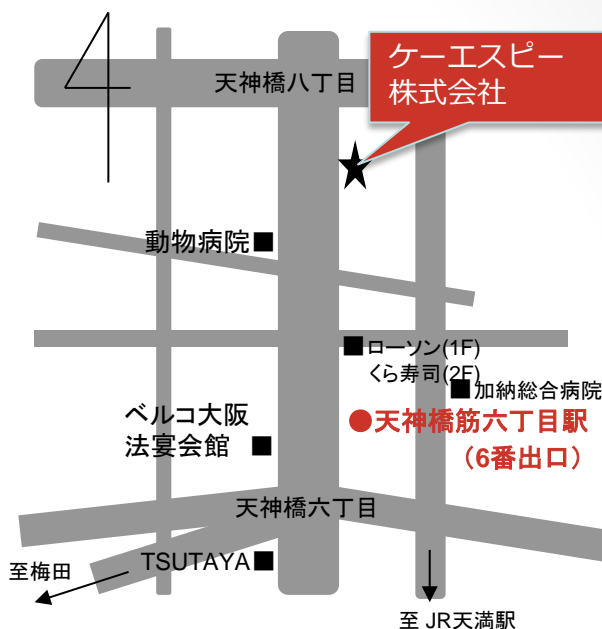 天神橋八丁目
ケーエスピー
株式会社
動物病院■
■ローソン(1F)
くら寿司(2F)
■加納総合病院
●天神橋筋六丁目駅
（6番出口）
ベルコ大阪
法宴会館 ■
天神橋六丁目
TSUTAYA■
至梅田
至 JR天満駅